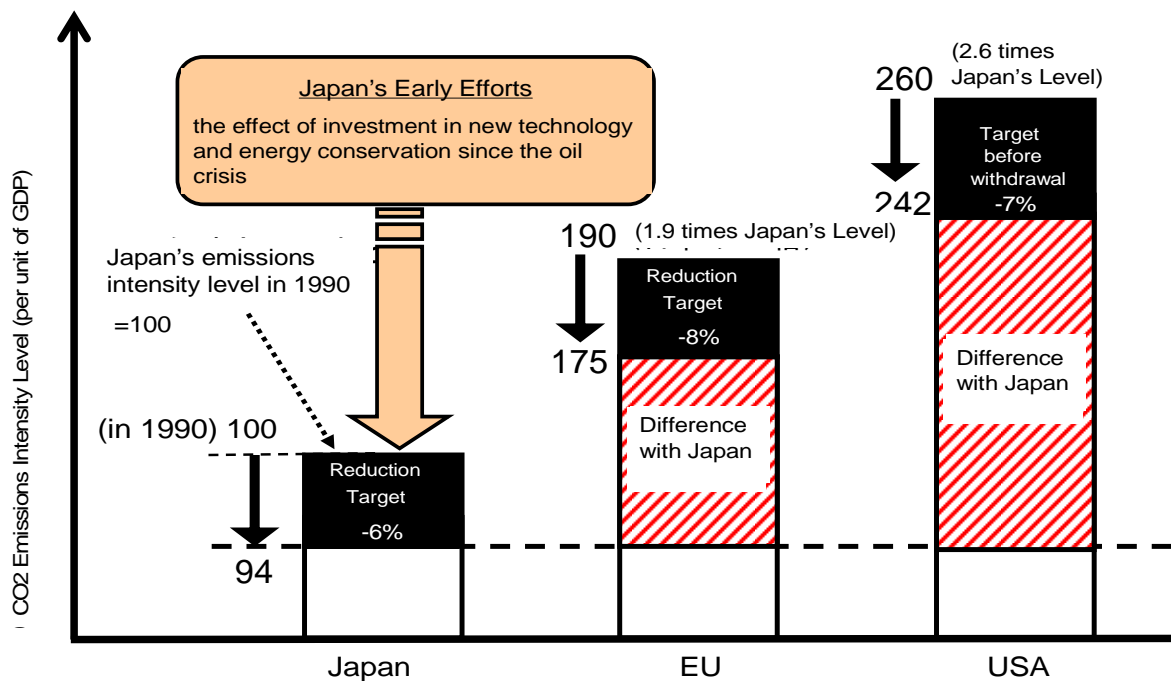 CO2 Emissions Intensity Level (per unit of GDP)
Japan's Early Efforts
the effect of investment in new technology
and energy conservation since the oil
crisis
Japan's emissions
intensity level in 1990
=100
(in 1990) 100
94
Reduction
Target
-6%
190
(1.9 times Japan's Level)
175
Reduction
Target
-8%
Difference
with Japan
260
(2.6 times
Japan's Level)
242
Target
before
withdrawal
-7%
Difference
with Japan
Japan
EU
USA